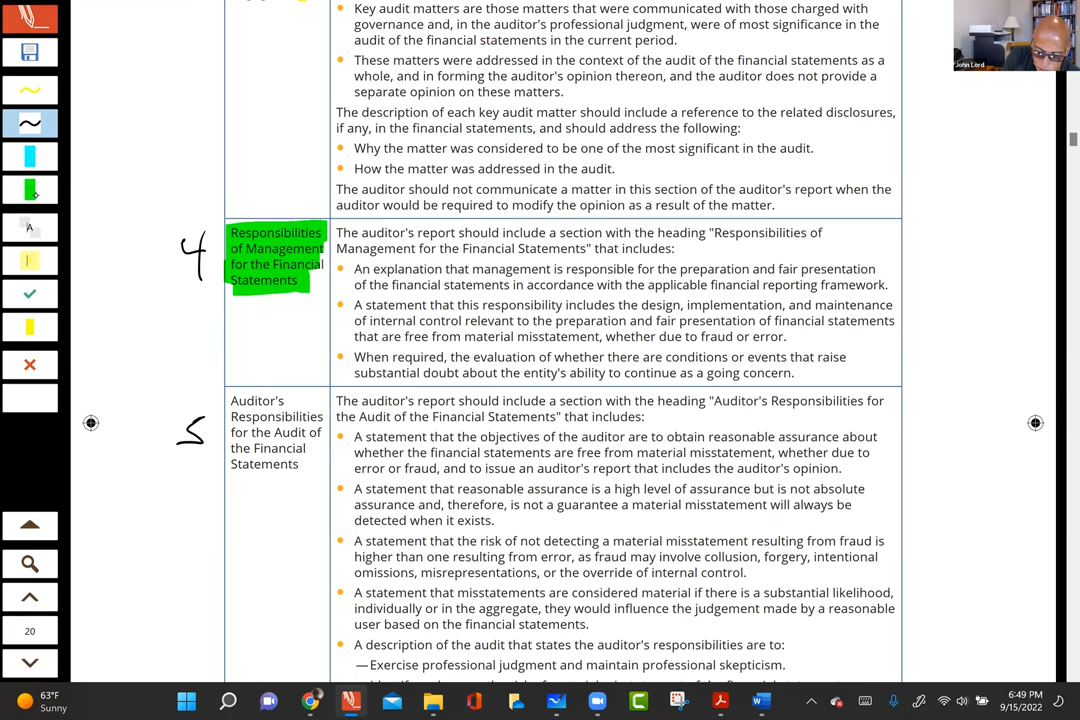 Key audit matters are those matters that were communicated with those charged with
governance and, in the auditor's professional judgment, were of most significance in the
audit of the financial statements in the current period.
These matters were addressed in the context of the audit of the financial statements as a
whole, and in forming the auditor's opinion thereon, and the auditor does not provide a
separate opinion on these matters.
The description of each key audit matter should include a reference to the related disclosures,
if any, in the financial statements, and should address the following:
Why the matter was considered to be one of the most significant in the audit.
How the matter was addressed in the audit.
The auditor should not communicate a matter in this section of the auditor's report when the
auditor would be required to modify the opinion as a result of the matter.
4
Responsibilities
of Management
for the Financial
Statements
The auditor's report should include a section with the heading "Responsibilities of
Management for the Financial Statements" that includes:
An explanation that management is responsible for the preparation and fair presentation
of the financial statements in accordance with the applicable financial reporting framework.
A statement that this responsibility includes the design, implementation, and maintenance
of internal control relevant to the preparation and fair presentation of financial statements
that are free from material misstatement, whether due to fraud or error.
When required, the evaluation of whether there are conditions or events that raise
substantial doubt about the entity's ability to continue as a going concern.
5
Auditor's
Responsibilities
for the Audit of
the Financial
Statements
The auditor's report should include a section with the heading "Auditor's Responsibilities for
the Audit of the Financial Statements" that includes:
A statement that the objectives of the auditor are to obtain reasonable assurance about
whether the financial statements are free from material misstatement, whether due to
error or fraud, and to issue an auditor's report that includes the auditor's opinion.
A statement that reasonable assurance is a high level of assurance but is not absolute
assurance and, therefore, is not a guarantee a material misstatement will always be
detected when it exists.
A statement that the risk of not detecting a material misstatement resulting from fraud is
higher than one resulting from error, as fraud may involve collusion, forgery, intentional
omissions, misrepresentations, or the override of internal control.
A statement that misstatements are considered material if there is a substantial likelihood,
individually or in the aggregate, they would influence the judgement made by a reasonable
user based on the financial statements.
A description of the audit that states the auditor's responsibilities are to:
—Exercise professional judgment and maintain professional skepticism.
John Lord
A
20
63°F
Sunny
6:49 PM
9/15/2022